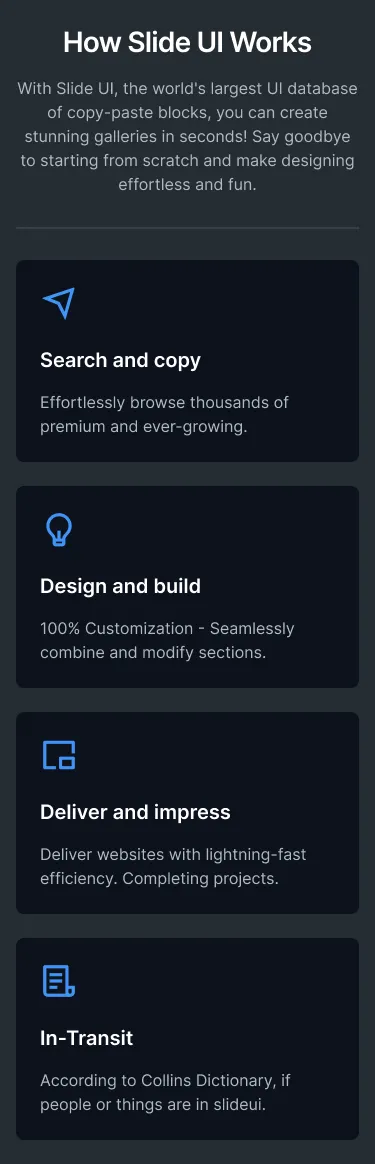 How Slide UI Works
With Slide UI, the world's largest UI database
of copy-paste blocks, you can create
stunning galleries in seconds! Say goodbye
to starting from scratch and make designing
effortless and fun.
Search and copy
Effortlessly browse thousands of
premium and ever-growing.
Design and build
100% Customization - Seamlessly
combine and modify sections.
Deliver and impress
Deliver websites with lightning-fast
efficiency. Completing projects.
In-Transit
According to Collins Dictionary, if
people or things are in slideui.